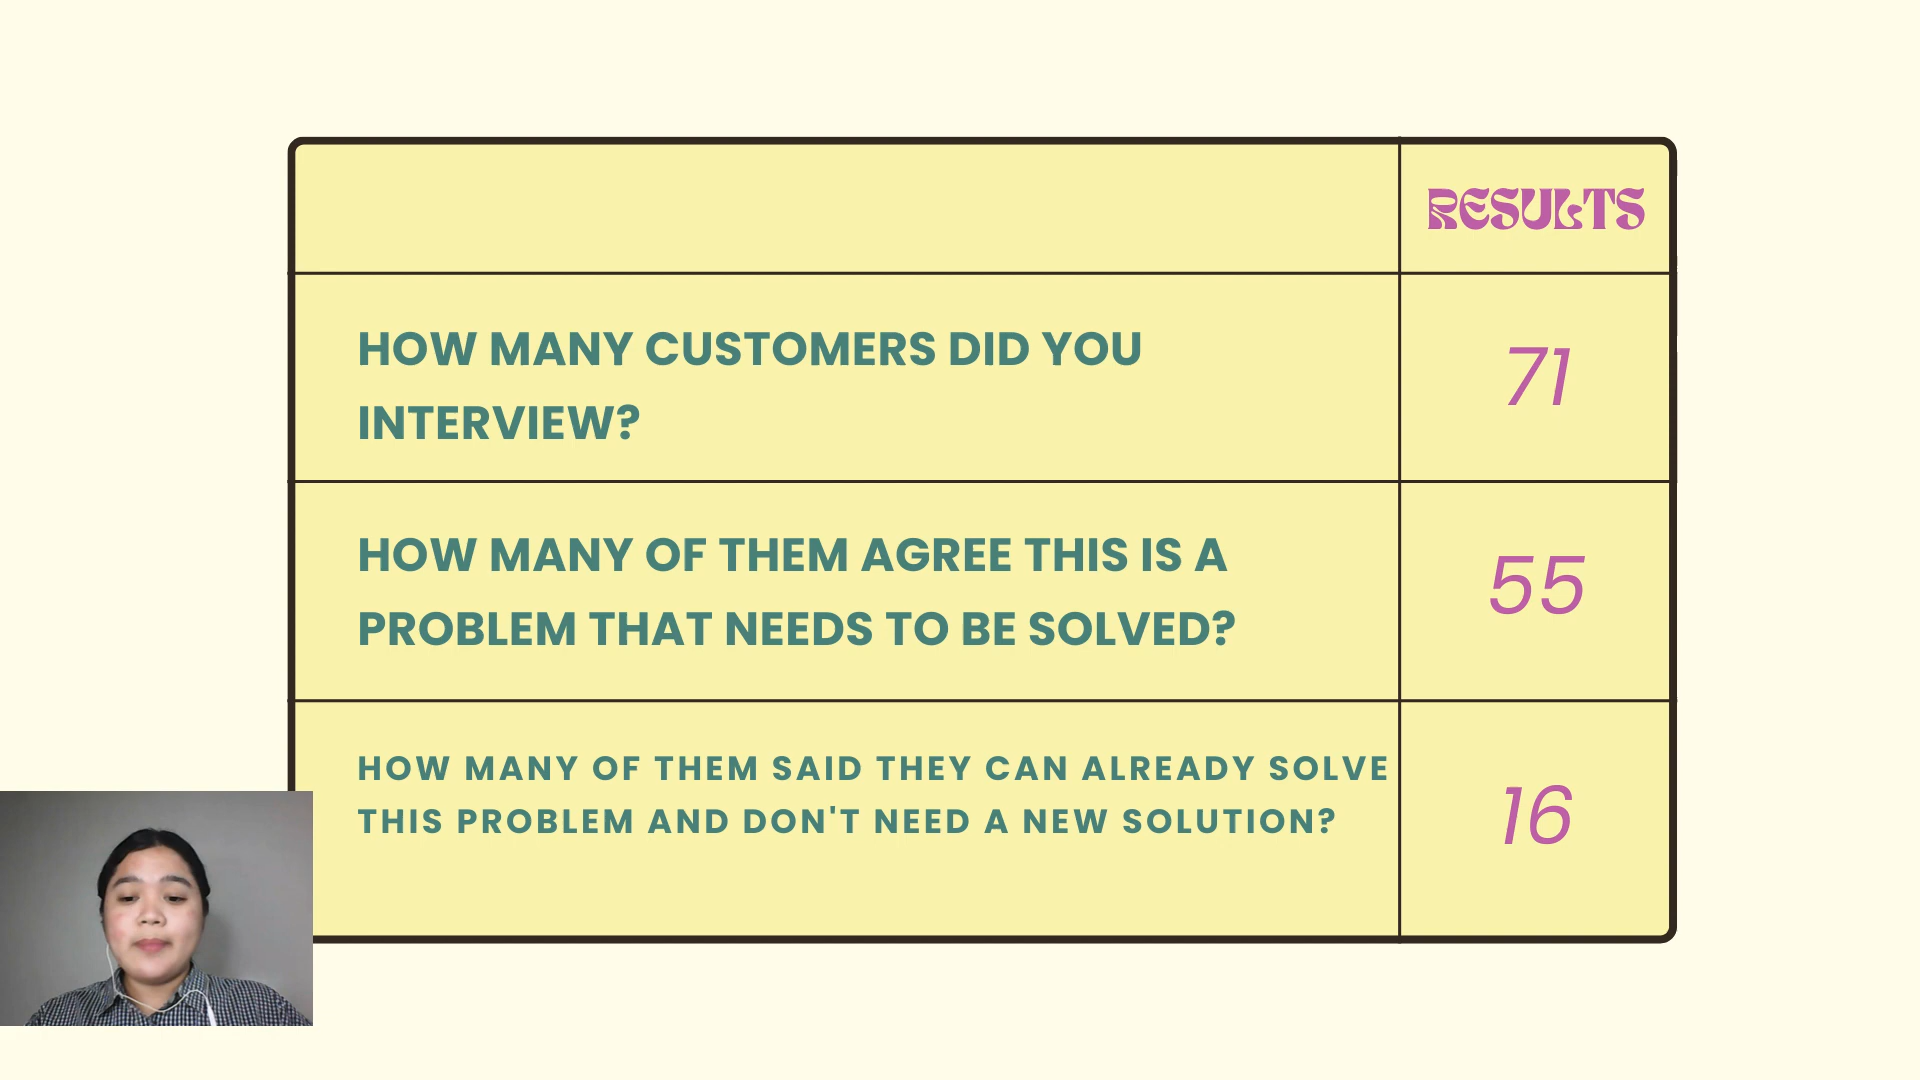 RESULTS
HOW MANY CUSTOMERS DID YOU
INTERVIEW?
71
HOW MANY OF THEM AGREE THIS IS A
PROBLEM THAT NEEDS TO BE SOLVED?
55
HOW MANY OF THEM SAID THEY CAN ALREADY SOLVE
THIS PROBLEM AND DON'T NEED A NEW SOLUTION?
16